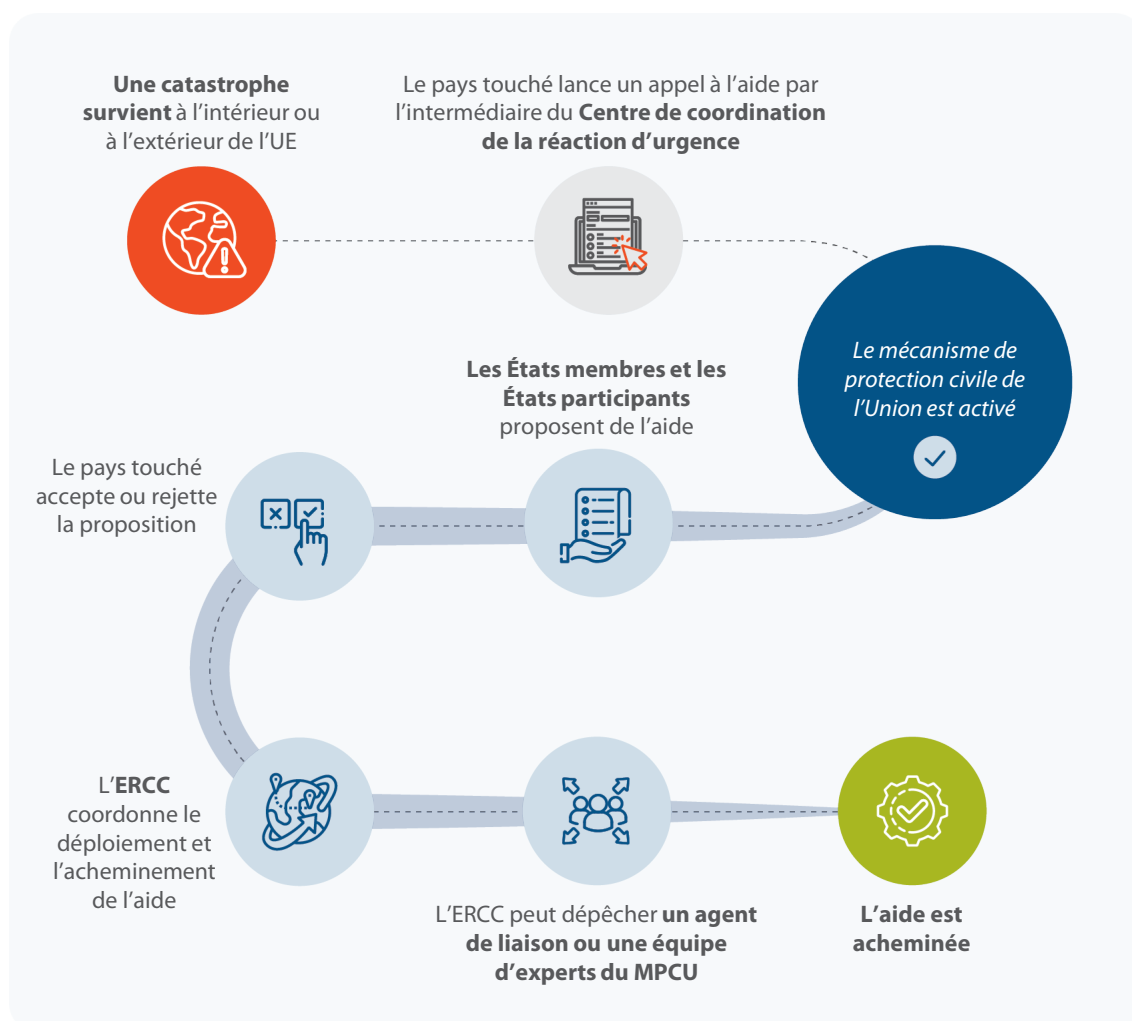 Une catastrophe
survient à l’intérieur ou
à l’extérieur de l’UE
Le pays touché lance un appel à l’aide par
l’intermédiaire du Centre de coordination
de la réaction d’urgence
Le mécanisme de
protection civile de
l’Union est activé
Les États membres et les
États participants
proposent de l’aide
Le pays touché
accepte ou rejette
la proposition
L’ERCC
coordonne le
déploiement et
l’acheminement
de l’aide
L’ERCC peut dépêcher un agent
de liaison ou une équipe
d’experts du MPCU
L’aide est
acheminée